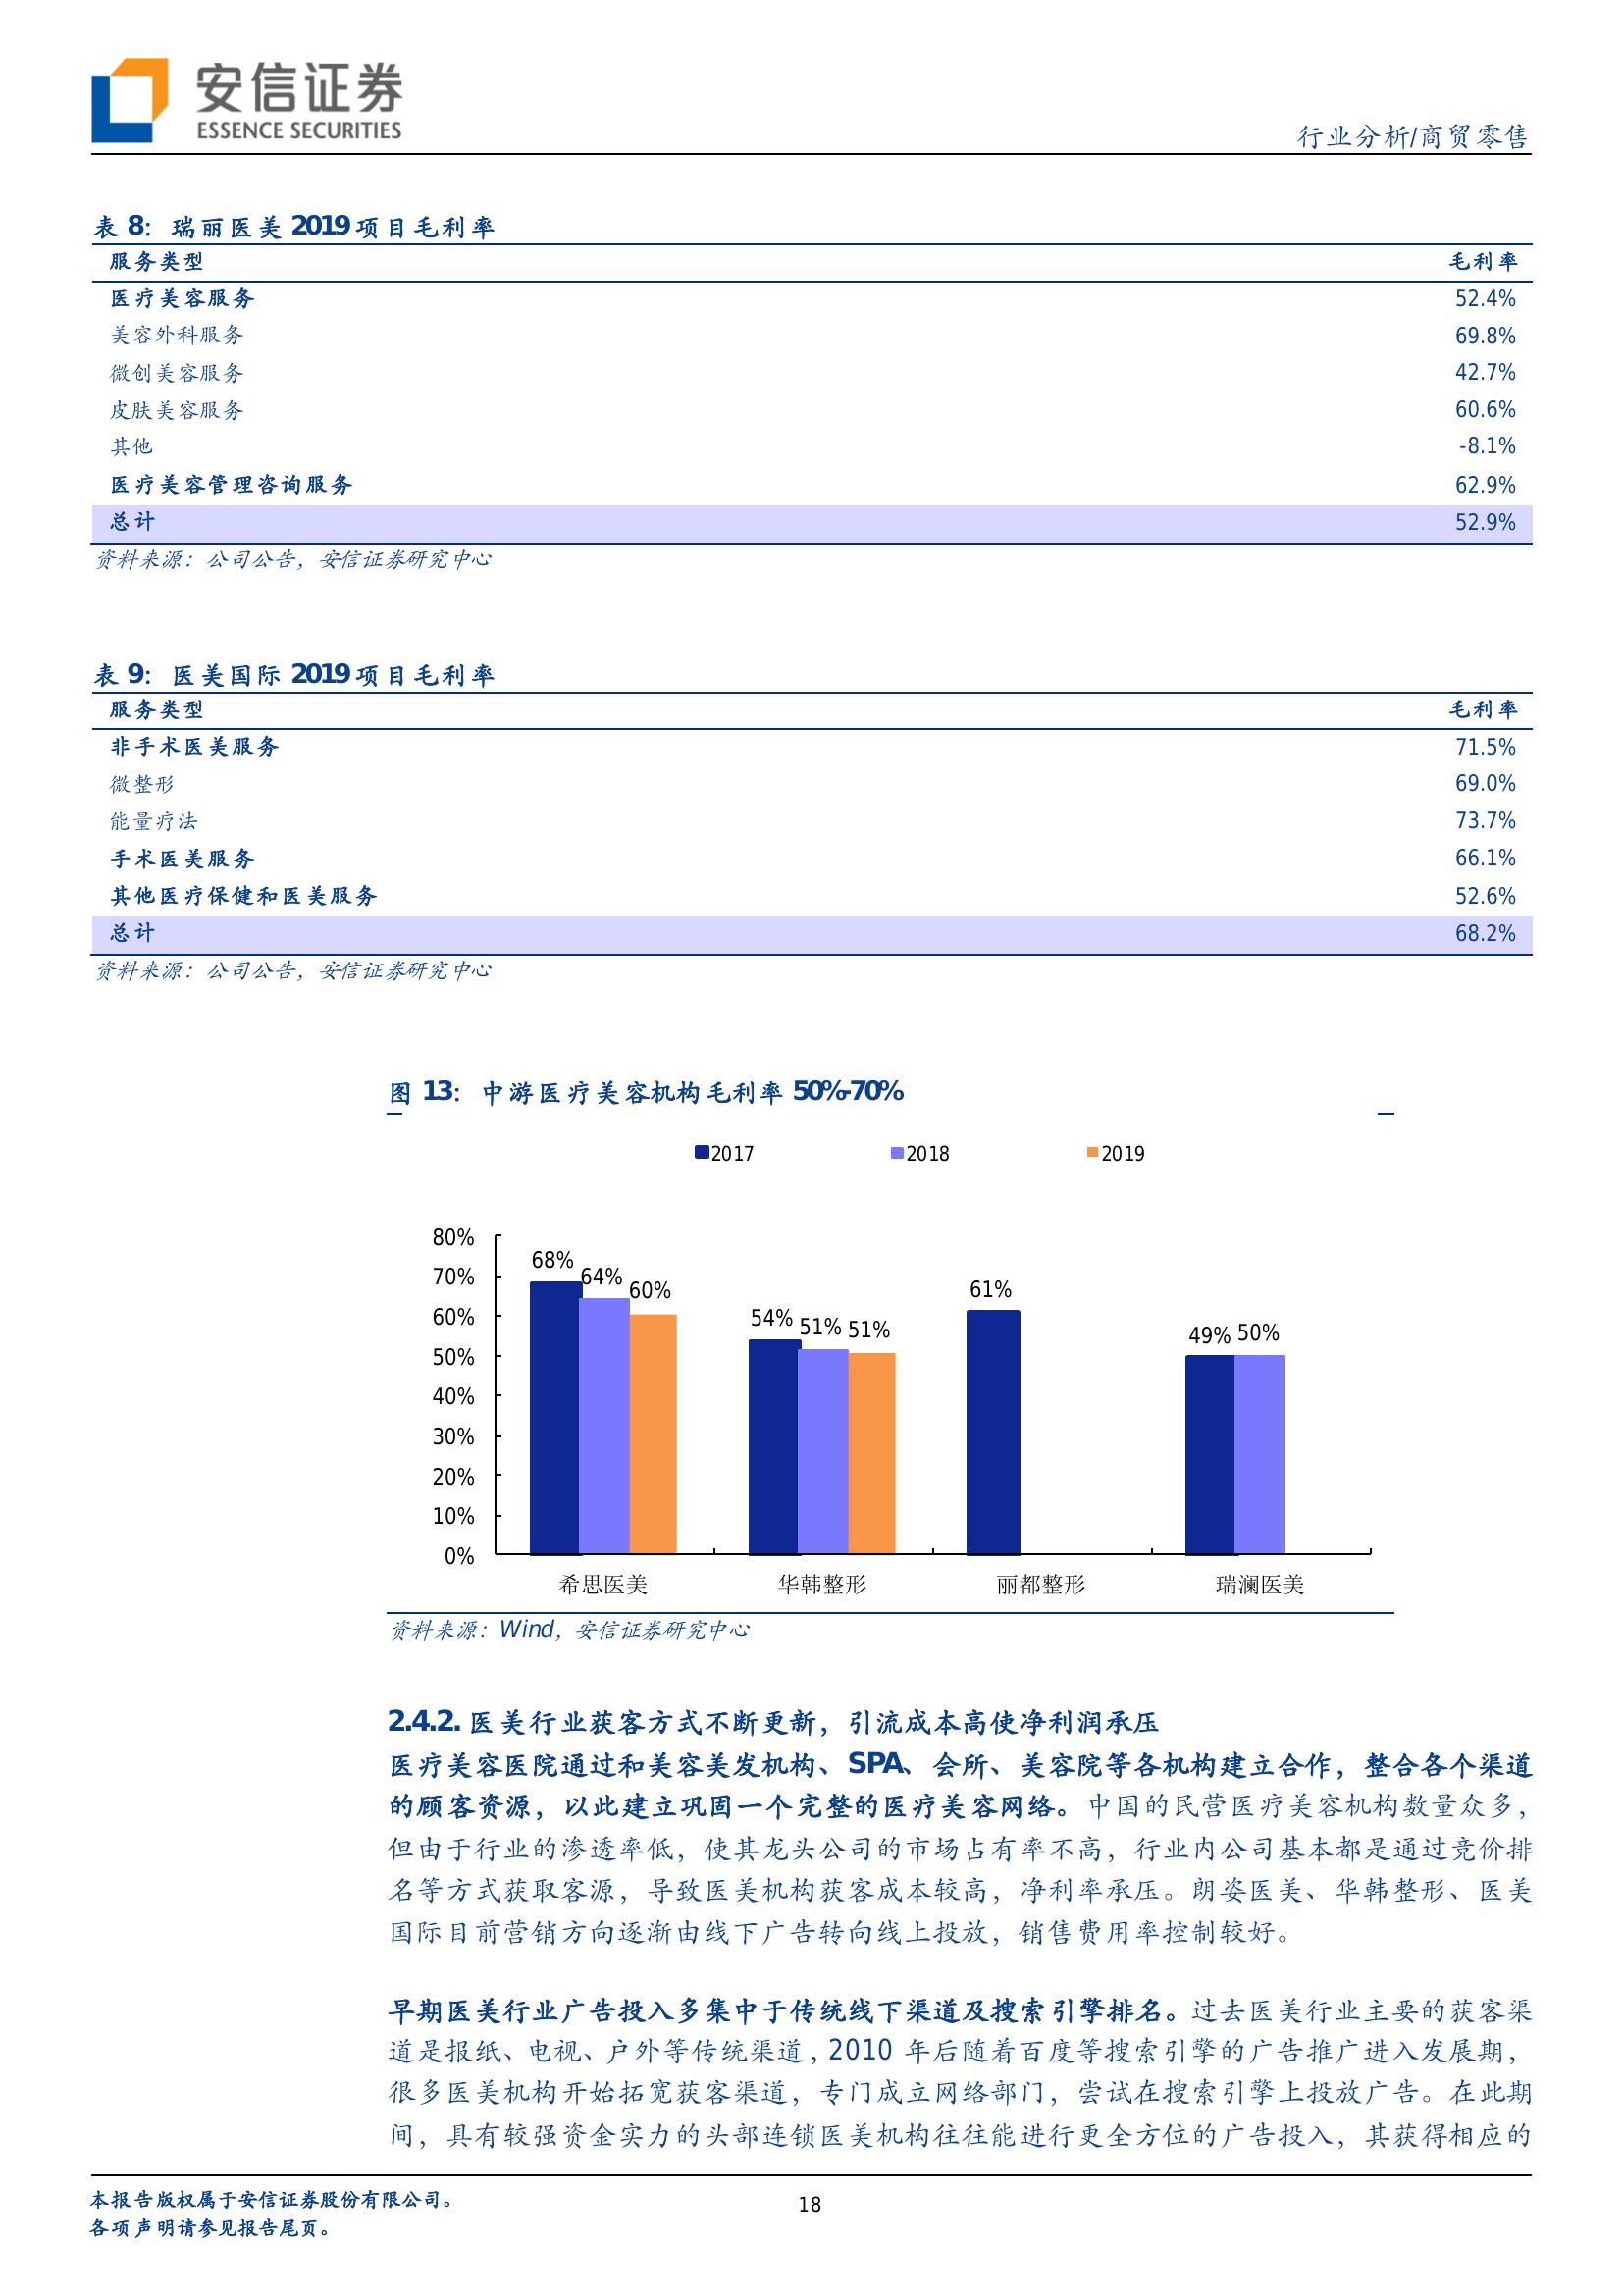 安信证券
ESSENCE SECURITIES
行业分析/商贸零售
表 8：瑞丽医美 2019 项目毛利率
服务类型 毛利率
医疗美容服务 52.4%
美容外科服务 69.8%
微创美容服务 42.7%
皮肤美容服务 60.6%
其他 -8.1%
医疗美容管理咨询服务 62.9%
总计 52.9%
资料来源：公司公告，安信证券研究中心
表 9：医美国际 2019 项目毛利率
服务类型 毛利率
非手术医美服务 71.5%
微整形 69.0%
能量疗法 73.7%
手术医美服务 66.1%
其他医疗保健和医美服务 52.6%
总计 68.2%
资料来源：公司公告，安信证券研究中心
图 13：中游医疗美容机构毛利率 50%-70%
2017 2018 2019
80%
70%
60%
50%
40%
30%
20%
10%
0%
68% 64% 60%
54% 51% 51%
61%
49% 50%
希思医美 华韩整形 丽都整形 瑞澜医美
资料来源：Wind，安信证券研究中心
2.4.2. 医美行业获客方式不断更新，引流成本高使净利润承压
医疗美容医院通过和美容美发机构、SPA、会所、美容院等各机构建立合作，整合各个渠道
的顾客资源，以此建立巩固一个完整的医疗美容网络。中国的民营医疗美容机构数量众多，
但由于行业的渗透率低，使其龙头公司的市场占有率不高，行业内公司基本都是通过竞价排
名等方式获取客源，导致医美机构获客成本较高，净利率承压。朗姿医美、华韩整形、医美
国际目前营销方向逐渐由线下广告转向线上投放，销售费用率控制较好。
早期医美行业广告投入多集中于传统线下渠道及搜索引擎排名。过去医美行业主要的获客渠
道是报纸、电视、户外等传统渠道，2010 年后随着百度等搜索引擎的广告推广进入发展期，
很多医美机构开始拓宽获客渠道，专门成立网络部门，尝试在搜索引擎上投放广告。在此期
间，具有较强资金实力的头部连锁医美机构往往能进行更全方位的广告投入，其获得相应的
本报告版权属于安信证券股份有限公司。
各项声明请参见报告尾页。
18